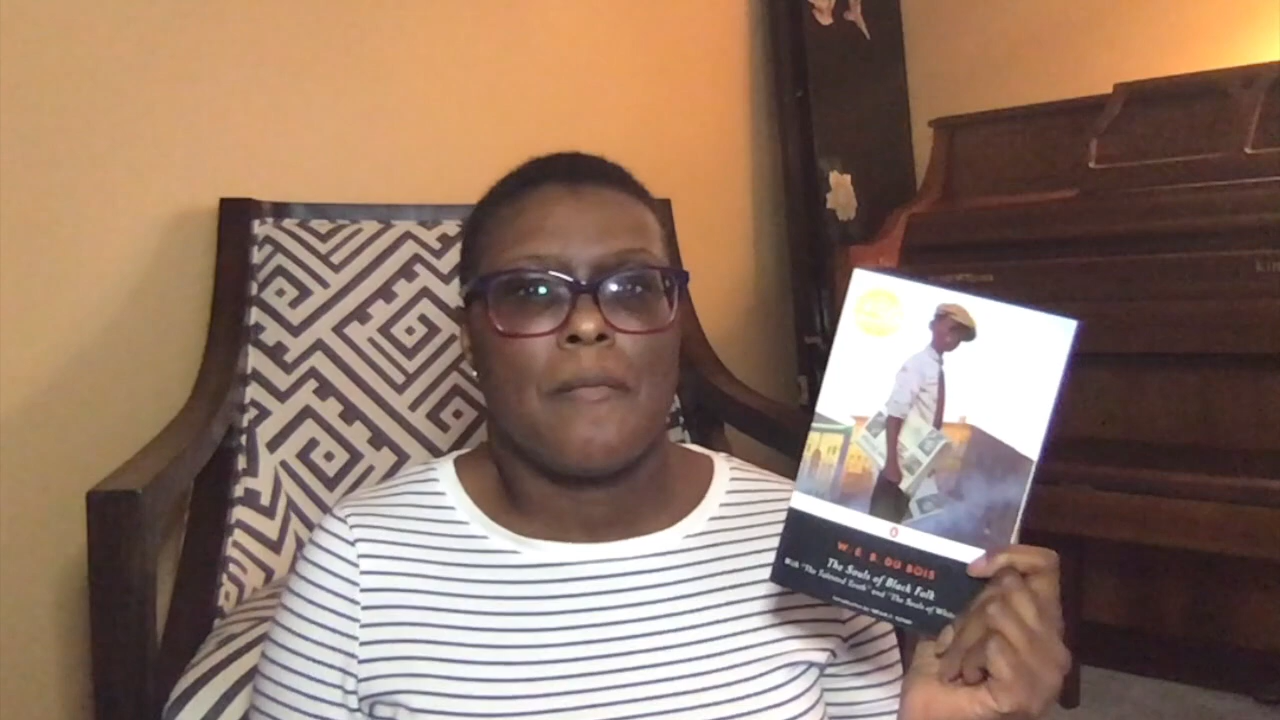 W. E. B. DU BOIS
The Souls of Black Folk
With "The Talented Tenth" and "The Souls of White